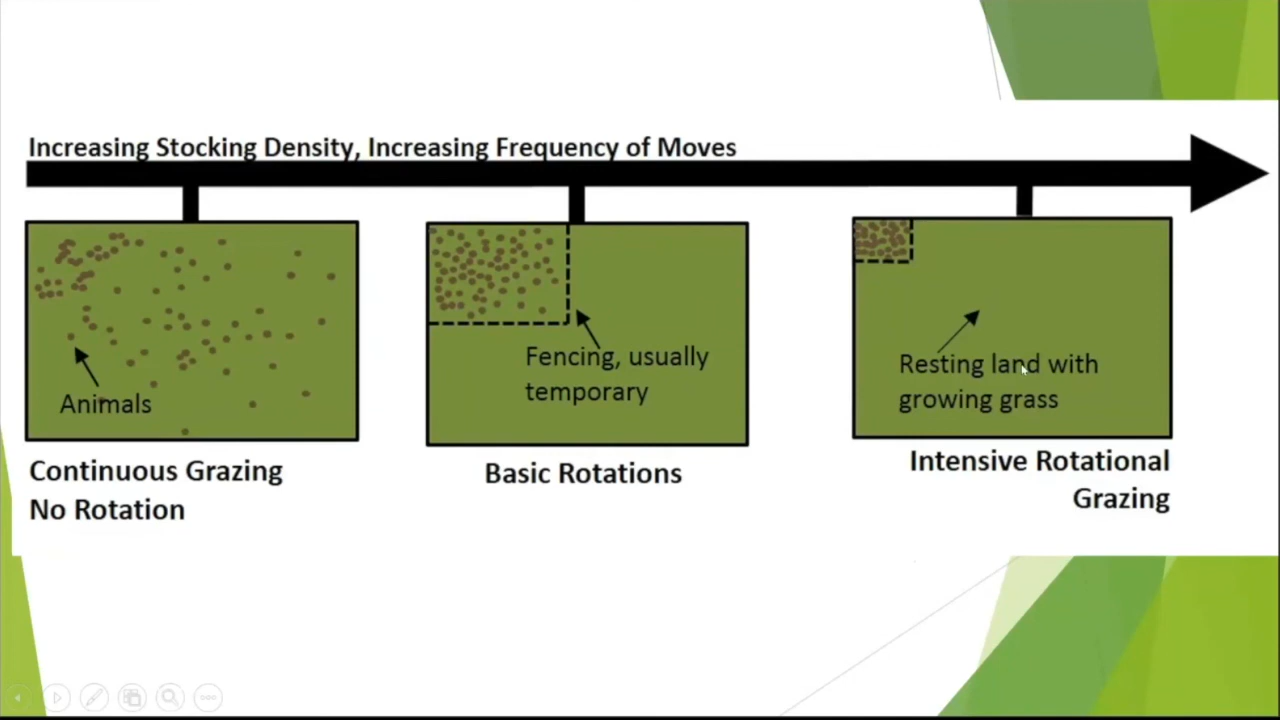 Increasing Stocking Density, Increasing Frequency of Moves
Animals
Continuous Grazing
No Rotation
Fencing, usually
temporary
Basic Rotations
Resting land with
growing grass
Intensive Rotational
Grazing